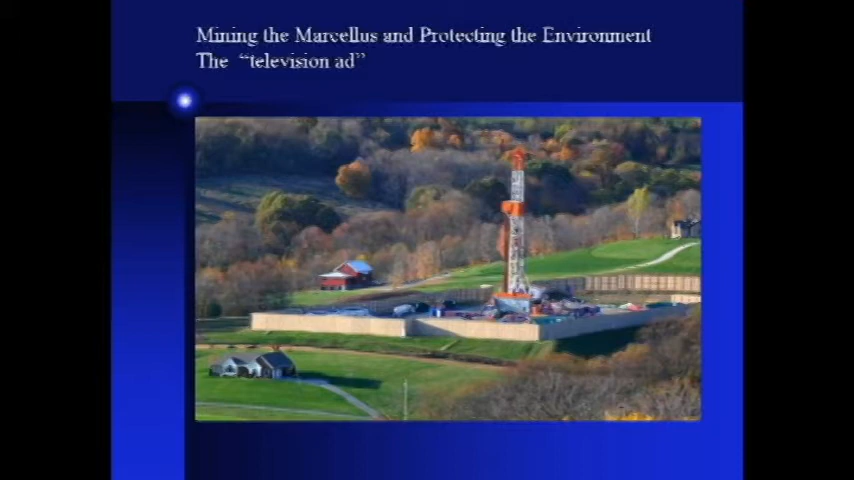 Mining the Marcellus and Protecting the Environment
The “television ad”